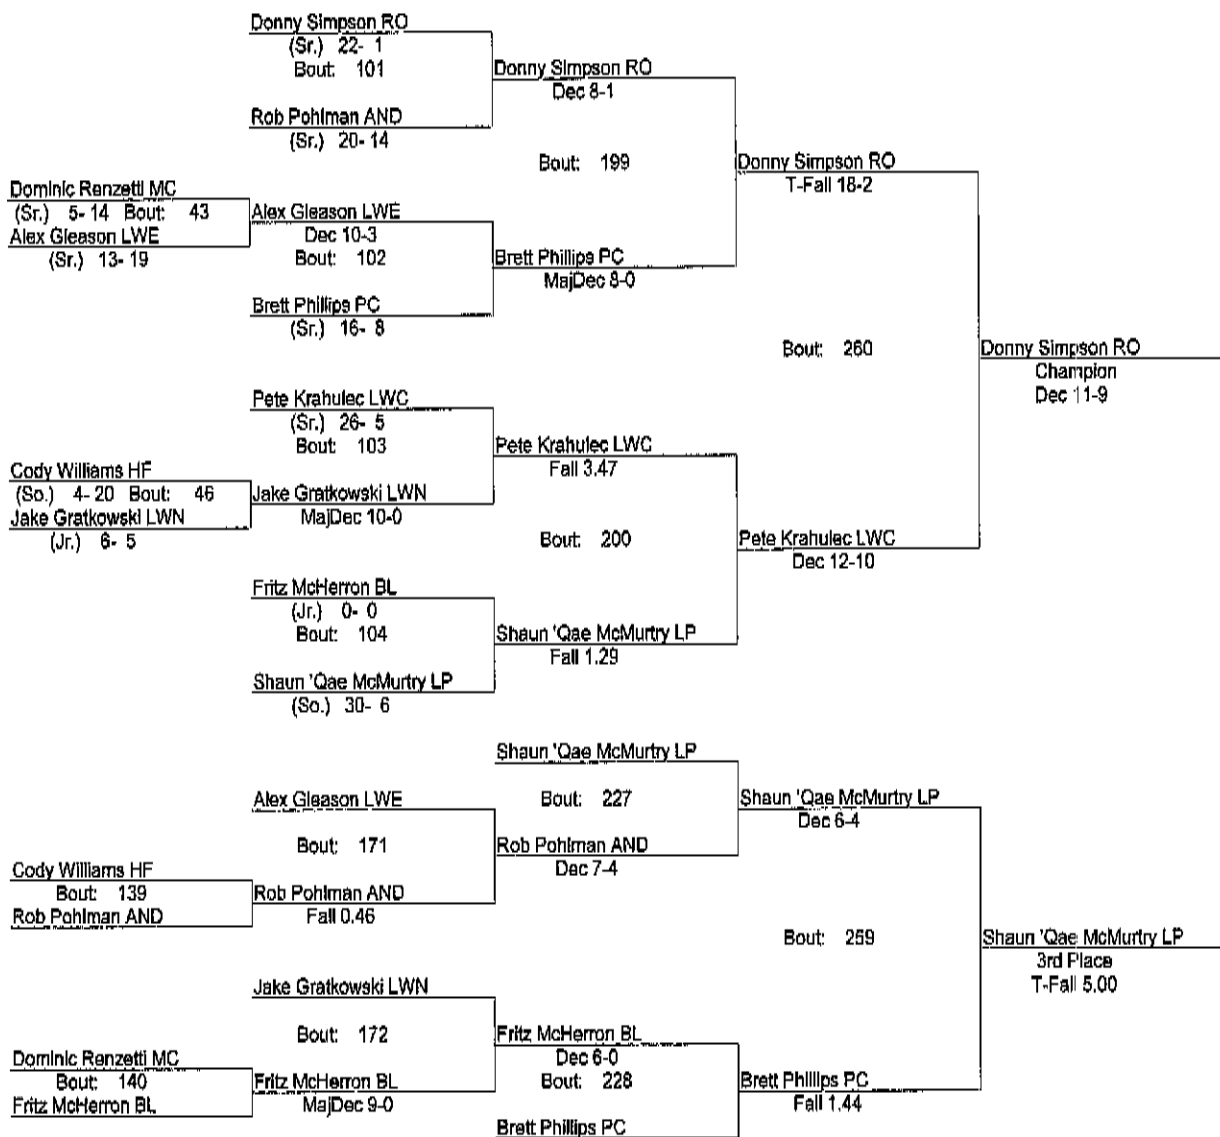 Donny Simpson RO
(Sr.) 22- 1
Bout: 101
Donny Simpson RO
Dec 8-1
Rob Pohlman AND
(Sr.) 20- 14
Bout: 199
Donny Simpson RO
T-Fall 18-2
Dominic Renzetti MC
(Sr.) 5- 14 Bout: 43
Alex Gleason LWE
(Sr.) 13- 19
Alex Gleason LWE
Dec 10-3
Bout: 102
Brett Phillips PC
MajDec 8-0
Brett Phillips PC
(Sr.) 16- 8
Bout: 260
Donny Simpson RO
Champion
Dec 11-9
Pete Krahulec LWC
(Sr.) 26- 5
Bout: 103
Pete Krahulec LWC
Fall 3.47
Cody Williams HF
(So.) 4- 20 Bout: 46
Jake Gratkowski LWN
(Jr.) 6- 5
Jake Gratkowski LWN
MajDec 10-0
Bout: 200
Pete Krahulec LWC
Dec 12-10
Fritz McHerron BL
(Jr.) 0- 0
Bout: 104
Shaun 'Qae McMurtry LP
Fall 1.29
Shaun 'Qae McMurtry LP
(So.) 30- 6
Shaun 'Qae McMurtry LP
Bout: 227
Shaun 'Qae McMurtry LP
Dec 6-4
Alex Gleason LWE
Bout: 171
Rob Pohlman AND
Dec 7-4
Cody Williams HF
Bout: 139
Rob Pohlman AND
Rob Pohlman AND
Fall 0.46
Bout: 259
Shaun 'Qae McMurtry LP
3rd Place
T-Fall 5.00
Jake Gratkowski LWN
Bout: 172
Fritz McHerron BL
Dec 6-0
Bout: 228
Dominic Renzetti MC
Bout: 140
Fritz McHerron BL
Fritz McHerron BL
MajDec 9-0
Brett Phillips PC
Fall 1.44
Brett Phillips PC